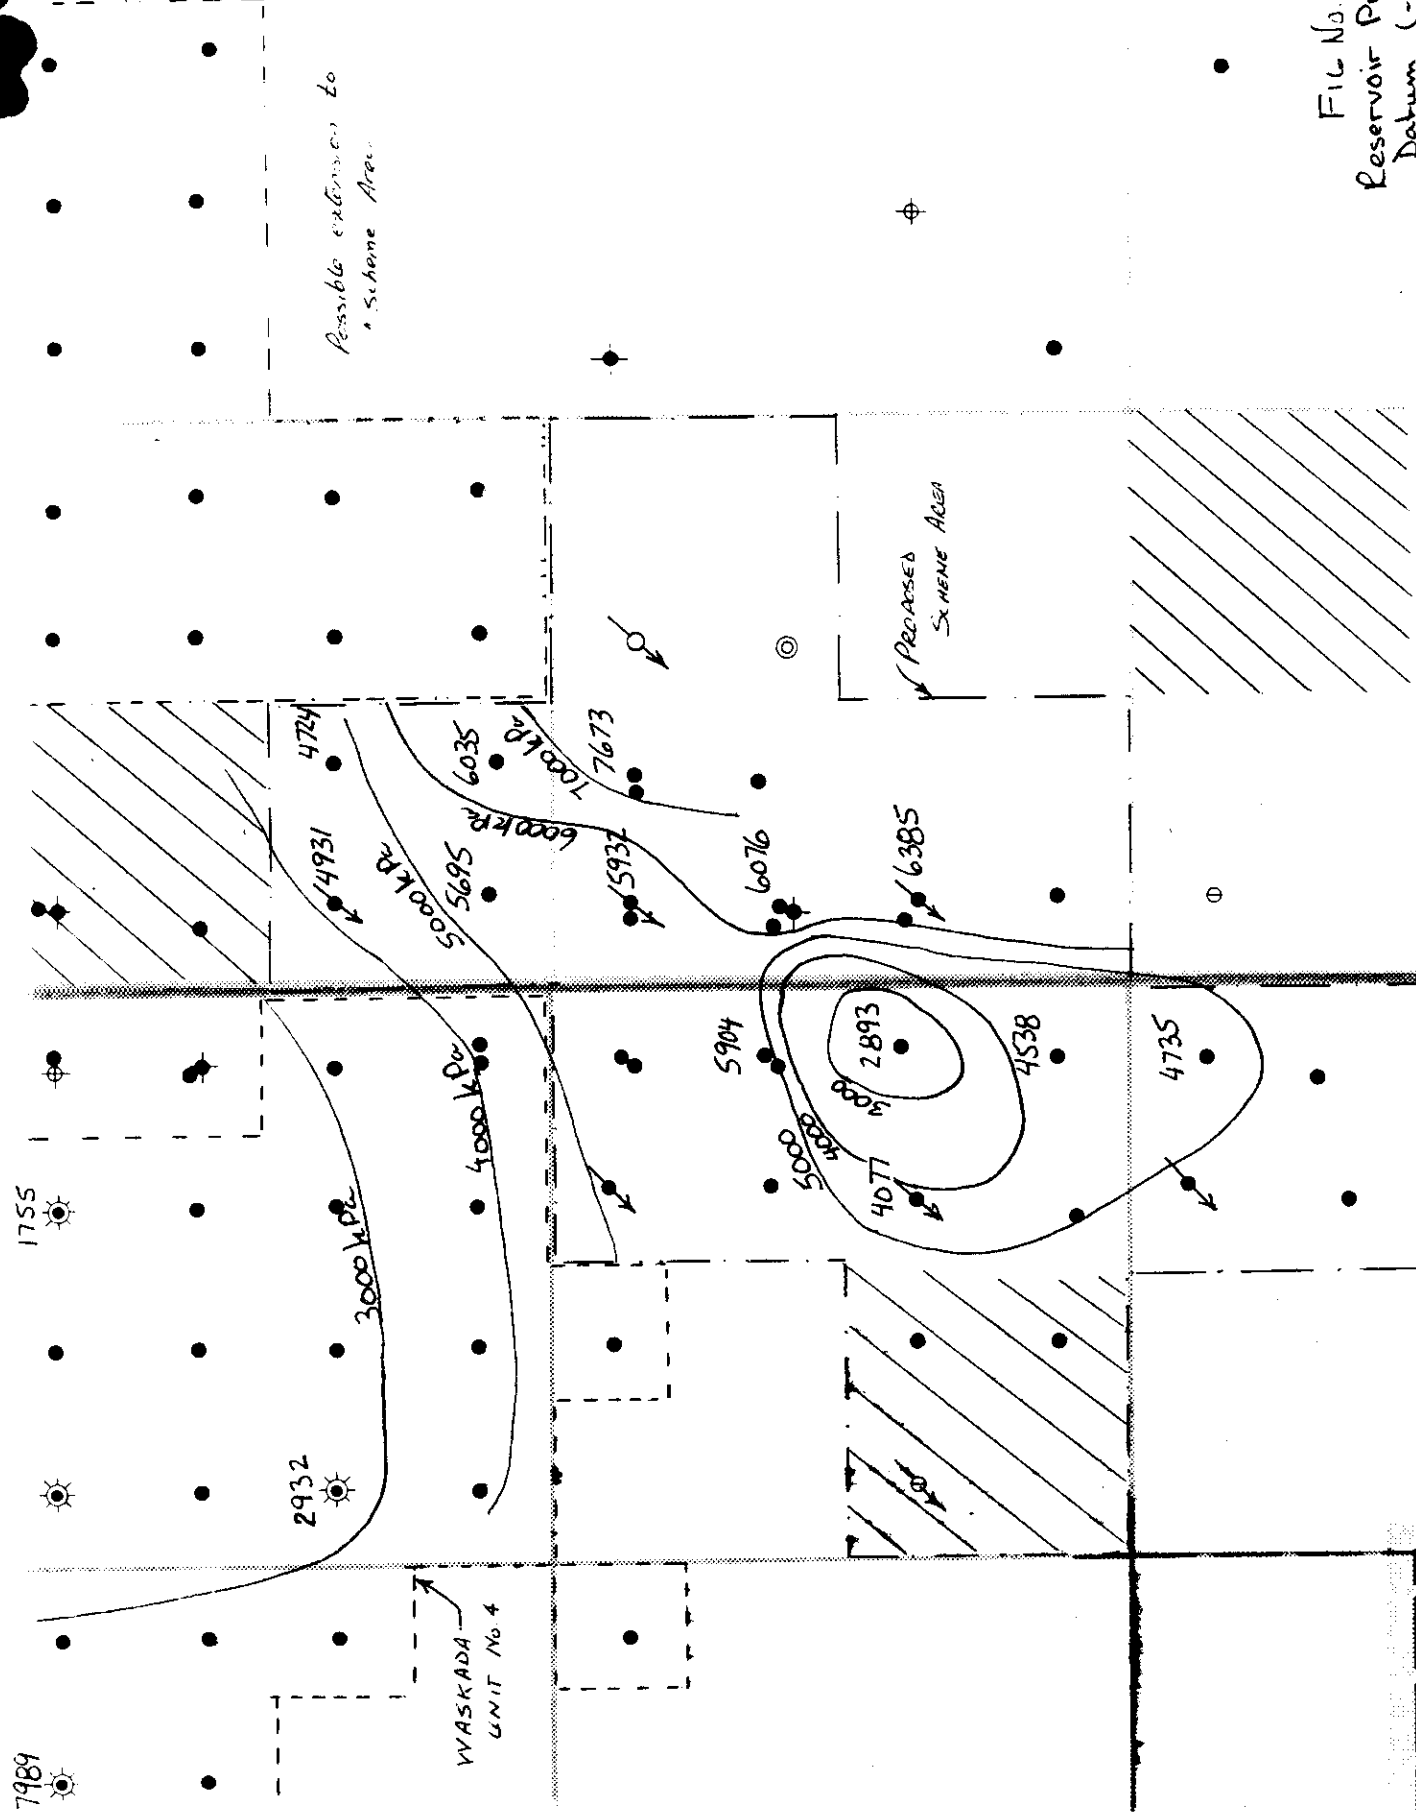 Fig No.
Reservoir Pr
Datum (-
Possible extension to
Scheme Area
PROPOSED
SCHEME AREA
4724
6035
7000 kPa
7673
4931
5000 kPa
5695
6000 kPa
5932
6076
6385
4000 kPa
5904
2893
3000
4538
4735
5000
4000
4077
1755
3000 kPa
2932
WASKADA
UNIT No. 4
7989